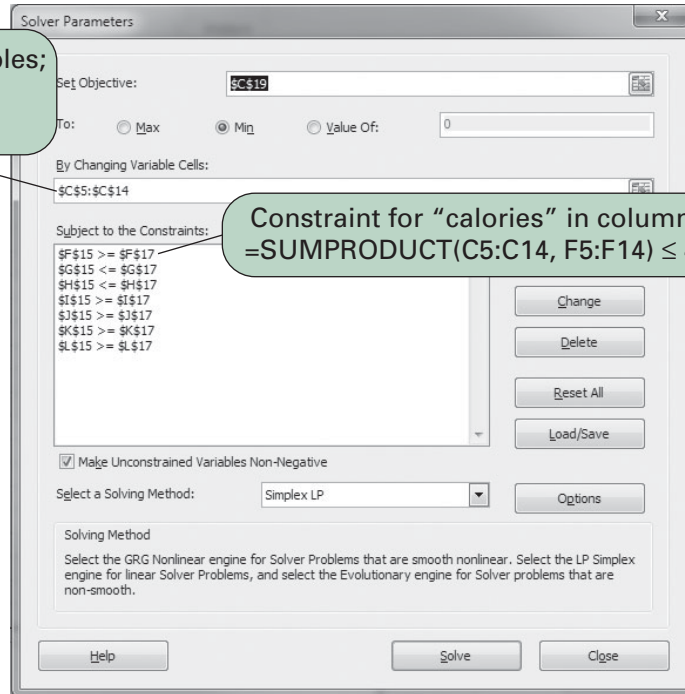 Solver Parameters
Set Objective:
$C$19
To:
Max
Min
Value Of:
0
By Changing Variable Cells:
$C$5:$C$14
Subject to the Constraints:
$F$15 >= $F$17
$G$15 <= $G$17
$H$15 <= $H$17
$I$15 >= $I$17
$J$15 >= $J$17
$K$15 >= $K$17
$L$15 >= $L$17
Constraint for “calories” in column
=SUMPRODUCT(C5:C14, F5:F14) ≤
Change
Delete
Reset All
Load/Save
Make Unconstrained Variables Non-Negative
Select a Solving Method:
Simplex LP
Options
Solving Method
Select the GRG Nonlinear engine for Solver Problems that are smooth nonlinear. Select the LP Simplex
engine for linear Solver Problems, and select the Evolutionary engine for Solver problems that are
non-smooth.
Help
Solve
Close